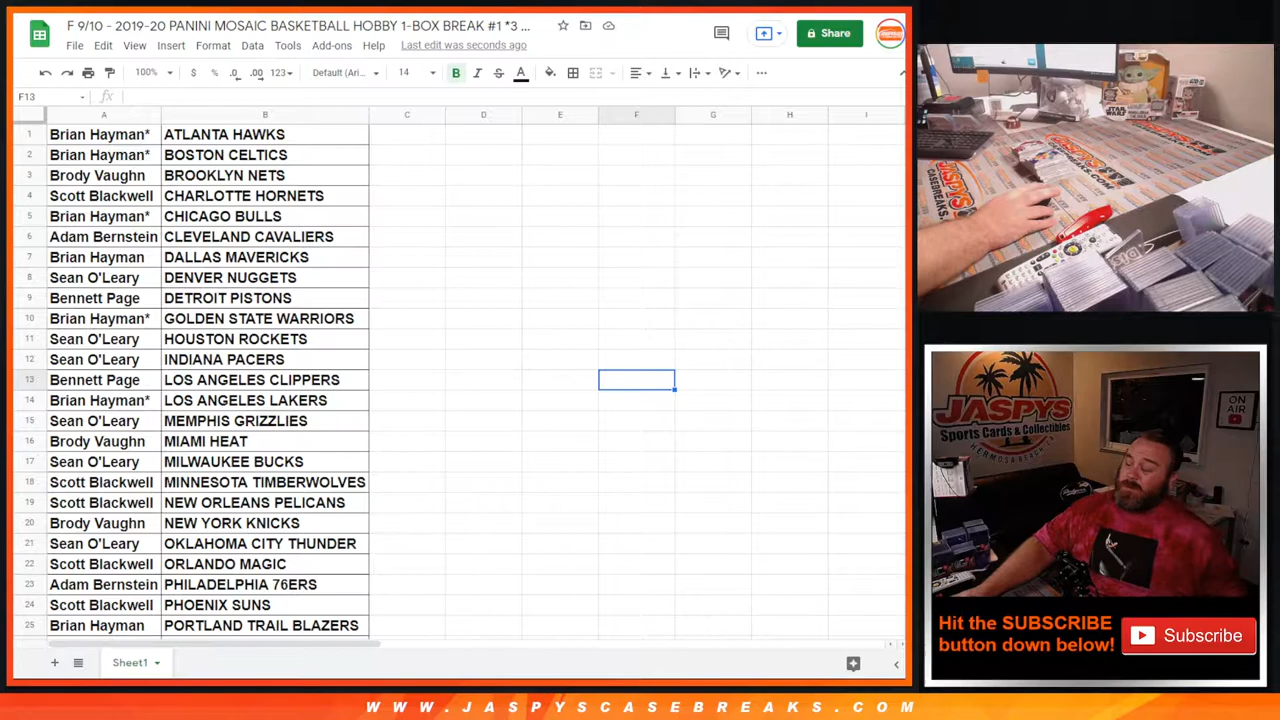 F 9/10 - 2019-20 PANINI MOSAIC BASKETBALL HOBBY 1-BOX BREAK #1 *3 ...
File Edit View Insert Format Data Tools Add-ons Help Last edit was seconds ago
Share
100% $ % .0 .00 123 Default (Ari... 14 B I S A
F13 fx
A B C D E F G H I
1 Brian Hayman* ATLANTA HAWKS
2 Brian Hayman* BOSTON CELTICS
3 Brody Vaughn BROOKLYN NETS
4 Scott Blackwell CHARLOTTE HORNETS
5 Brian Hayman* CHICAGO BULLS
6 Adam Bernstein CLEVELAND CAVALIERS
7 Brian Hayman DALLAS MAVERICKS
8 Sean O'Leary DENVER NUGGETS
9 Bennett Page DETROIT PISTONS
10 Brian Hayman* GOLDEN STATE WARRIORS
11 Sean O'Leary HOUSTON ROCKETS
12 Sean O'Leary INDIANA PACERS
13 Bennett Page LOS ANGELES CLIPPERS
14 Brian Hayman* LOS ANGELES LAKERS
15 Sean O'Leary MEMPHIS GRIZZLIES
16 Brody Vaughn MIAMI HEAT
17 Sean O'Leary MILWAUKEE BUCKS
18 Scott Blackwell MINNESOTA TIMBERWOLVES
19 Scott Blackwell NEW ORLEANS PELICANS
20 Brody Vaughn NEW YORK KNICKS
21 Sean O'Leary OKLAHOMA CITY THUNDER
22 Scott Blackwell ORLANDO MAGIC
23 Adam Bernstein PHILADELPHIA 76ERS
24 Scott Blackwell PHOENIX SUNS
25 Brian Hayman PORTLAND TRAIL BLAZERS
Sheet1
STAR WARS
JASPYS
CASEBREAKS.COM
JASPYS
Sports Cards & Collectibles
HERMOSA BEACH, CA
ON AIR
Hit the SUBSCRIBE
button down below!
Subscribe
WWW.JASPYSCASEBREAKS.COM